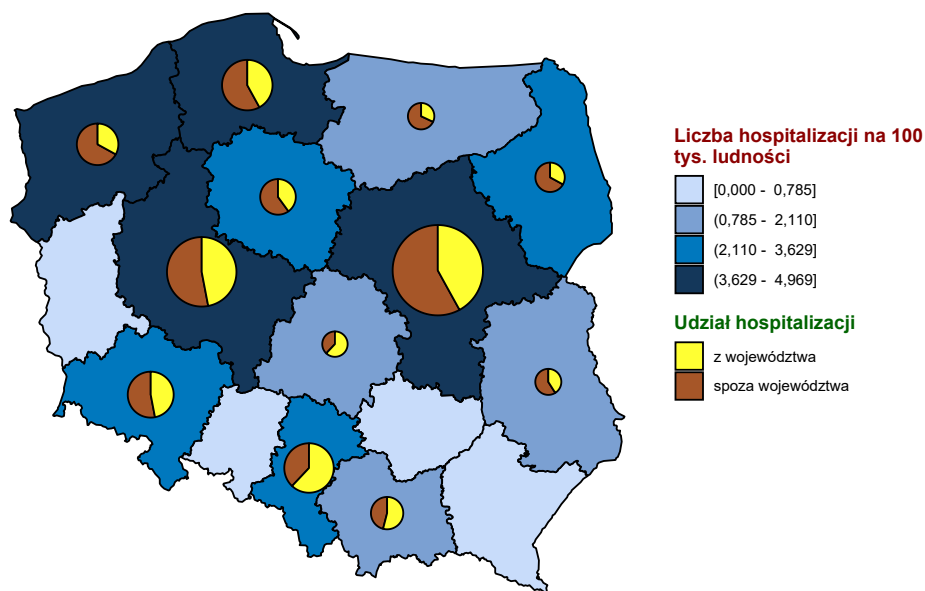 Liczba hospitalizacji na 100
tys. ludności
[0,000 - 0,785]
(0,785 - 2,110]
(2,110 - 3,629]
(3,629 - 4,969]
Udział hospitalizacji
z województwa
spoza województwa